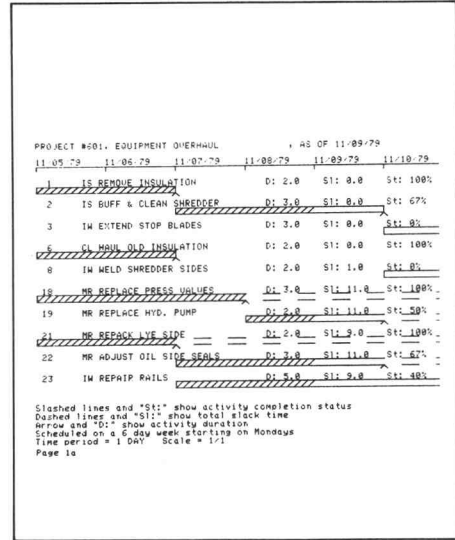 PROJECT #601. EQUIPMENT OVERHAUL , AS OF 11/09/79
11/05/79 11/06/79 11/07/79 11/08/79 11/09/79 11/10/79
1 IS REMOVE INSULATION D: 2.0 Sl: 0.0 St: 100%
2 IS BUFF & CLEAN SHREDDER D: 3.0 Sl: 0.0 St: 67%
3 IW EXTEND STOP BLADES D: 3.0 Sl: 0.0 St: 0%
6 CL HAUL OLD INSULATION D: 2.0 Sl: 0.0 St: 100%
8 IW WELD SHREDDER SIDES D: 2.0 Sl: 1.0 St: 0%
18 MR REPLACE PRESS VALUES D: 3.0 Sl: 11.0 St: 100%
19 MR REPLACE HYD. PUMP D: 2.0 Sl: 11.0 St: 50%
21 MR REPACK LYE SIDE D: 2.0 Sl: 9.0 St: 100%
22 MR ADJUST OIL SIDE SEALS D: 3.0 Sl: 11.0 St: 67%
23 IW REPAIR RAILS D: 5.0 Sl: 9.0 St: 40%
Slashed lines and "St:" show activity completion status
Dashed lines and "Sl:" show total slack time
Arrow and "D:" show activity duration
Scheduled on a 6 day week starting on Mondays
Time period = 1 DAY Scale = 1/1
Page 1a